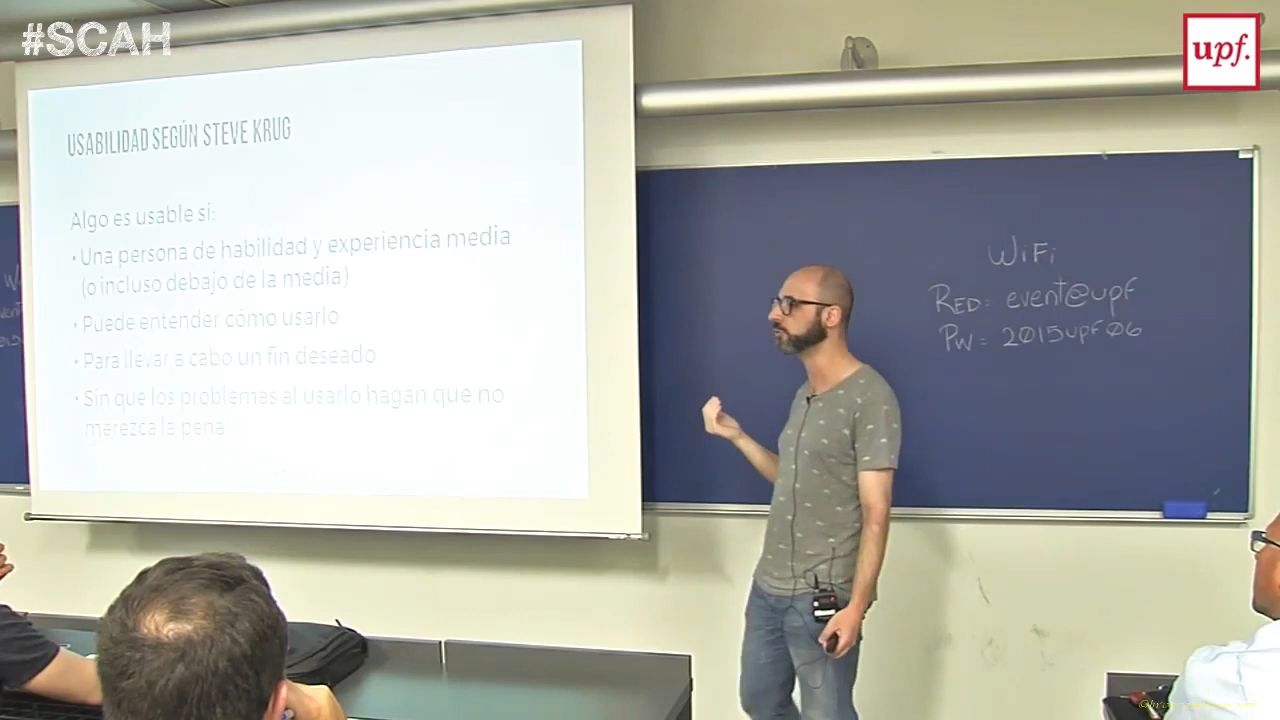 #SCAH
upf.
USABILIDAD SEGÚN STEVE KRUG
Algo es usable si:
• Una persona de habilidad y experiencia media
(o incluso debajo de la media)
• Puede entender cómo usarlo
• Para llevar a cabo un fin deseado
• Sin que los problemas al usarlo hagan que no
merezca la pena
WiFi
RED: event@upf
PW = 2015upf06